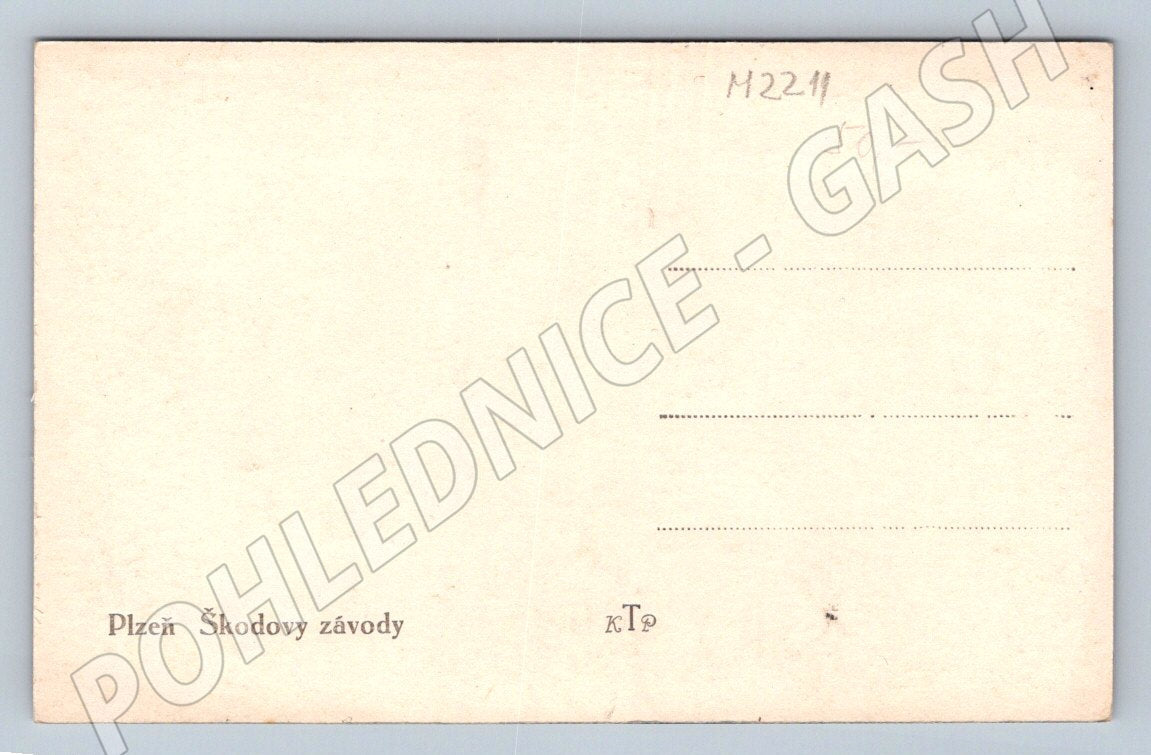 M2211
POHLEDNICE - GASH
Plzeň Škodovy závody
KTP